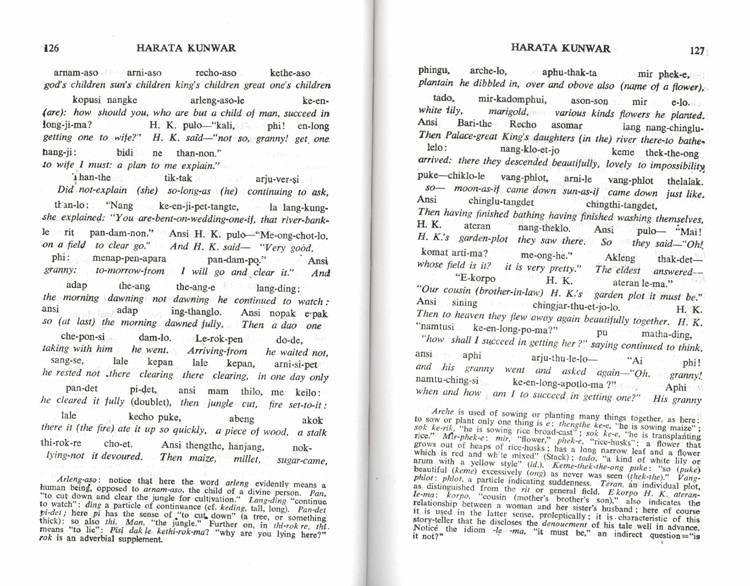 126 HARATA KUNWAR
arnam-aso arni-aso recho-aso kethe-aso
god's children sun's children king's children great one's children
kopusi nangke arleng-aso-le ke-en-
(are): how should you, who are but a child of man, succeed in
long-ji-ma? H. K. pulo—"kali, phi! en-long
getting one to wife?" H. K. said—"not so, granny! get one
nang-ji: bidi ne than-non."
to wife I must: a plan to me explain."
than-the tik-tak arju-ver-si
Did not-explain (she) so-long-as (he) continuing to ask,
than-lo: "Nang ke-en-ji-pet-tangte, la lang-kung-
she explained: "You are-bent-on-wedding-one-if, that river-bank-
le rit pan-dam-non." Ansi H. K. pulo—"Me-ong-chot-lo.
on a field to clear go." And H. K. said— "Very good,
phi: menap-pen-apara pan-dam-po." Ansi
granny: to-morrow-from I will go and clear it." And
adap the-ang the-ang-e lang-ding:
the morning dawning not dawning he continued to watch:
ansi adap ing-thanglo. Ansi nopak e-pak
so (at last) the morning dawned fully. Then a dao one
che-pon-si dam-lo. Le-rok-pen do-de,
taking with him he went. Arriving-from he waited not,
sang-se, lale kepan lale kepan, arni-si-pet
he rested not there clearing there clearing, in one day only
pan-det pi-det, ansi mam thilo, me keilo:
he cleared it fully (doublet), then jungle cut, fire set-to-it:
lale kecho puke, abeng akok
there it (the fire) ate it up so quickly, a piece of wood, a stalk
thi-rok-re cho-et. Ansi thengthe, hanjang, nok-
lying-not it devoured. Then maize, millet, sugar-came,
Arleng-aso: notice that here the word arleng evidently means a
human being, opposed to arnam-aso, the child of a divine person. Pan,
"to cut down and clear the jungle for cultivation." Lang-ding "continue
to watch": ding a particle of continuance (cf. keding, tall, long). Pan-det
pi-det; here pi has the sense of "to cut down" (a tree, or something
thick): so also thi. Man, "the jungle." Further on, in thi-rok re, thi
means "to lie": Pisi dak le kethi-rok-ma? "why are you lying here?"
rok is an adverbial supplement.
HARATA KUNWAR 127
phingu, arche-lo, aphu-thak-ta mir phek-e,
plantain he dibbled in, over and above also (name of a flower),
tado, mir-kadomphui, ason-son mir e-lo.
white lily, marigold, various kinds flowers he planted.
Ansi Bari-the Recho asomar lang nang-chinglu-
Then Palace-great King's daughters (in the) river there-to bathe-
lelo: nang-klo-et-jo keme thek-the-ong
arrived: there they descended beautifully, lovely to impossibility
puke—chiklo-le vang-phlot, arni-le vang-phlot thelalak.
so— moon-as-if came down sun-as-if came down just like.
Ansi chinglu-tangdet chingthi-tangdet,
Then having finished bathing having finished washing themselves,
H. K. ateran nang-theklo. Ansi pulo— "Mai!
H. K.'s garden-plot they saw there. So they said—"Oh!
komat arti-ma? me-ong-he." Akleng thak-det—
whose field is it? it is very pretty." The eldest answered—
"E-korpo H. K. ateran le-ma."
"Our cousin (brother-in-law) H. K.'s garden plot it must be."
Ansi sining chingjar-thu-et-jo-lo. H. K.
Then to heaven they flew away again beautifully together. H. K.
"namtusi ke-en-long-po-ma?" pu matha-ding,
"how shall I succeed in getting her?" saying continued to think,
ansi aphi arju-thu-le-lo— "Ai phi!
and his granny went and asked again—"Oh. granny!
namtu-ching-si ke-en-long-apotlo-ma?" Aphi
when and how am I to succeed in getting one?" His granny
Arche is used of sowing or planting many things together, as here:
to sow or plant only one thing is e: thengthe ke-e, "he is sowing maize";
sok ke-rik, "he is sowing rice broad-cast"; sok ke-e, "he is transplanting
rice." Mir-phek-e: mir, "flower," phek-e, "rice-husks": a flower that
grows out of heaps of rice-husks; has a long narrow leaf and a flower
which is red and white mixed" (Stack); tado, "a kind of white lily or
arum with a yellow style" (id.). Keme-thek-the-ong puke: "so (puke)
beautiful (keme) excessively (ong) as never was seen (thek-the)." Vang-
phlot: phlot, a particle indicating suddenness. Teran, an individual plot,
as distinguished from the rit or general field. E korpo H. K. ateran-
le-ma: korpo, "cousin (mother's brother's son)," also indicates the
relationship between a woman and her sister's husband; here of course
it is used in the latter sense, proleptically; it is characteristic of this
story-teller that he discloses the denoument of his tale well in advance.
Notice the idiom -le -ma, "it must be," an indirect question="is
it not?"